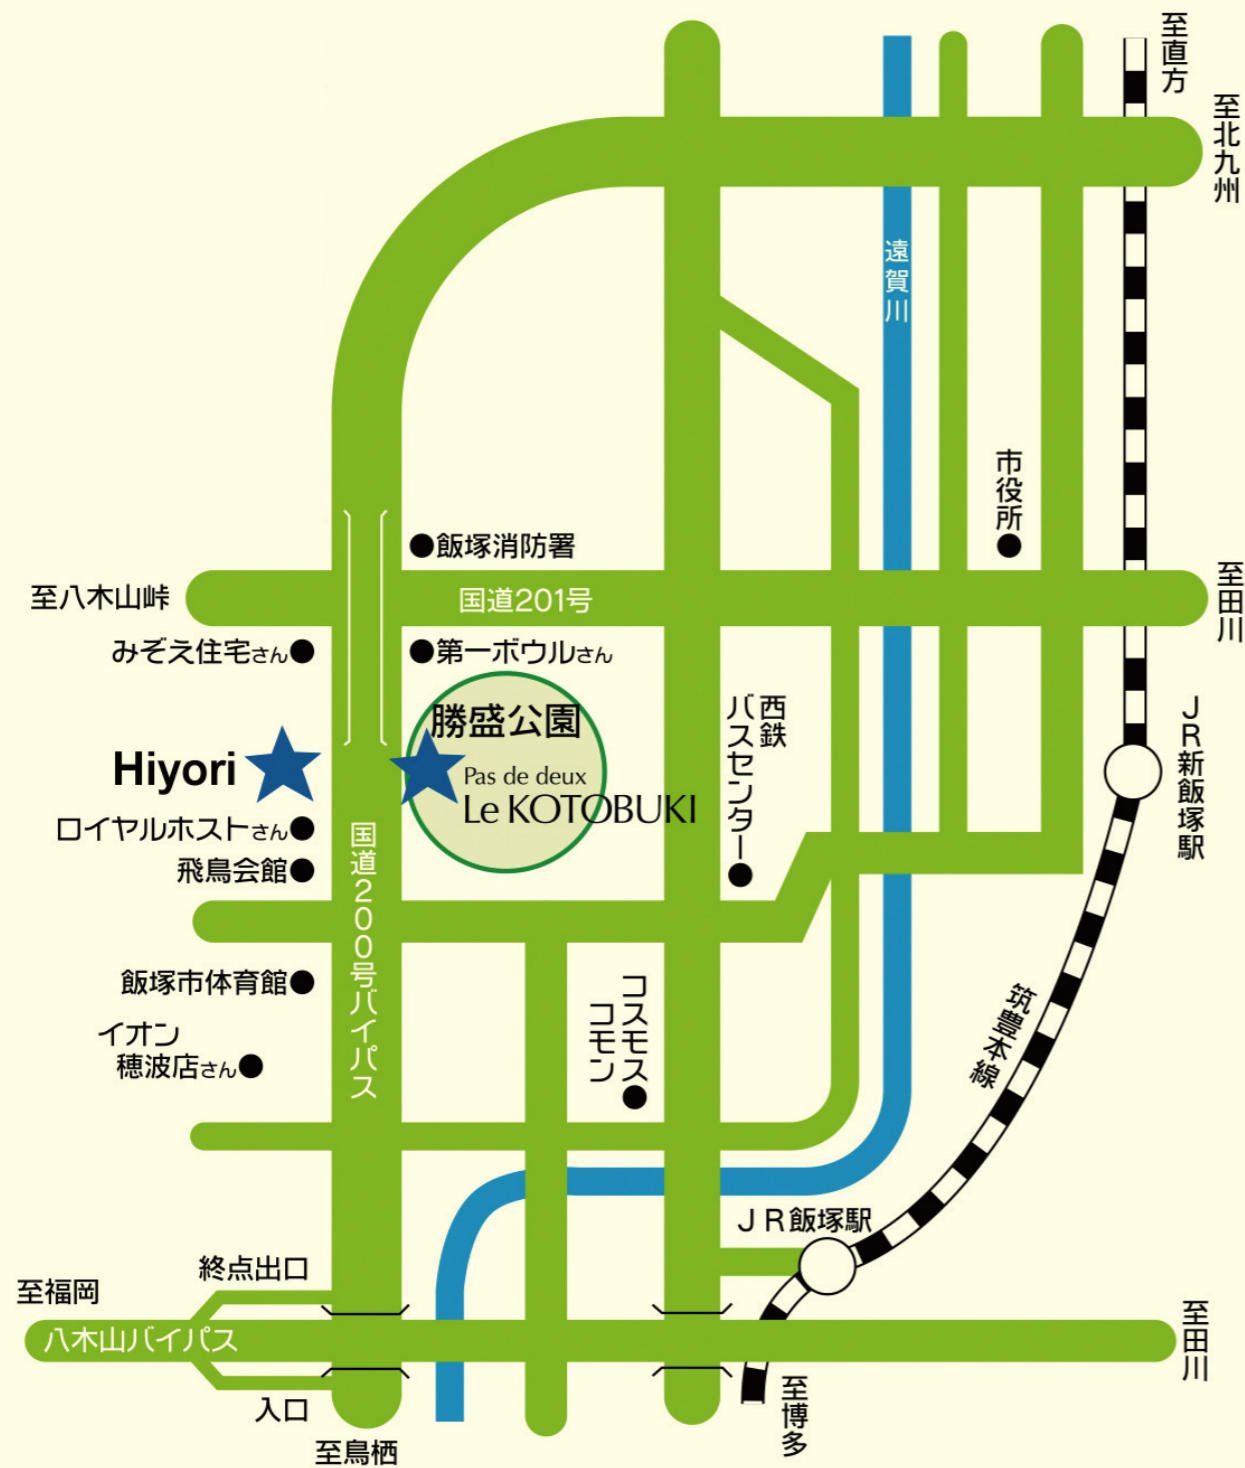 至直方
至北九州
遠賀川
市役所
飯塚消防署
至八木山峠
国道201号
至田川
みぞえ住宅さん
第一ボウルさん
勝盛公園
西鉄
バスセンター
JR新飯塚駅
Hiyori
Pas de deux
Le KOTOBUKI
ロイヤルホストさん
国道200号バイパス
飛鳥会館
飯塚市体育館
コスモス
コモン
筑豊本線
イオン
穂波店さん
JR飯塚駅
終点出口
至福岡
八木山バイパス
至田川
入口
至博多
至鳥栖